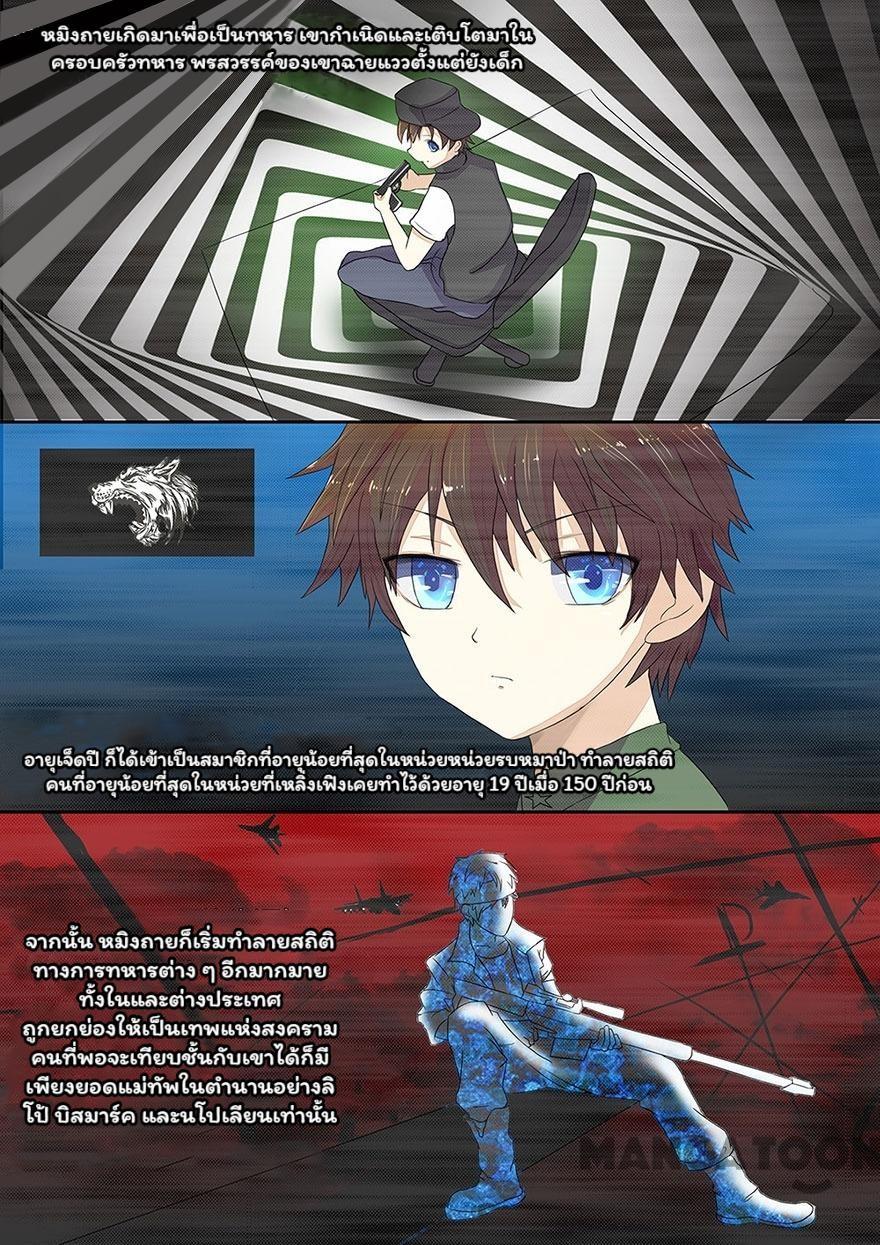 หมิงถายเกิดมาเพื่อเป็นทหาร เขากำเนิดและเติบโตมาใน
ครอบครัวทหาร พรสวรรค์ของเขาฉายแววตั้งแต่ยังเด็ก
อายุเจ็ดปี ก็ได้เข้าเป็นสมาชิกที่อายุน้อยที่สุดในหน่วยหน่วยรบหมาป่า ทำลายสถิติ
คนที่อายุน้อยที่สุดในหน่วยที่เหลิ่งเฟิงเคยทำไว้ด้วยอายุ 19 ปีเมื่อ 150 ปีก่อน
จากนั้น หมิงถายก็เริ่มทำลายสถิติ
ทางการทหารต่าง ๆ อีกมากมาย
ทั้งในและต่างประเทศ
ถูกยกย่องให้เป็นเทพแห่งสงคราม
คนที่พอจะเทียบชั้นกับเขาได้ก็มี
เพียงยอดแม่ทัพในตำนานอย่างลิ
โป้ บิสมาร์ค และนโปเลียนเท่านั้น
MANGATOON